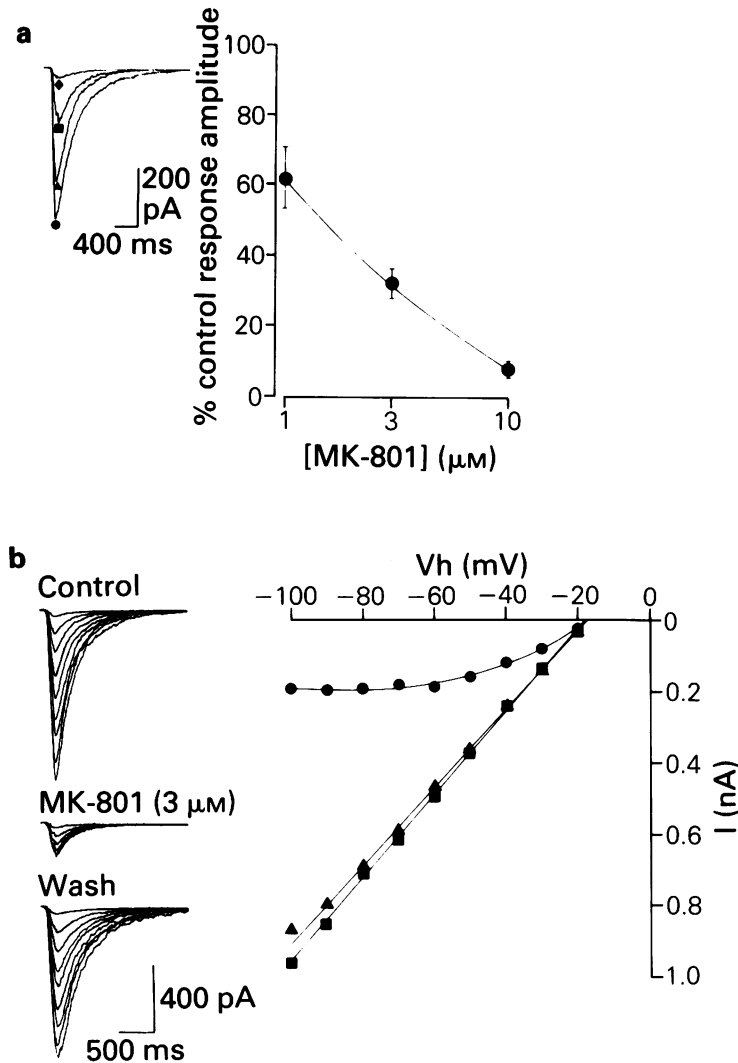 a
% control response amplitude
100
80
60
40
20
0
200
pA
400 ms
1
3
10
[MK-801] (μM)
b
Control
MK-801 (3 μM)
Wash
400 pA
500 ms
Vh (mV)
−100
−80
−60
−40
−20
0
0
0.2
0.4
0.6
0.8
1.0
I (nA)